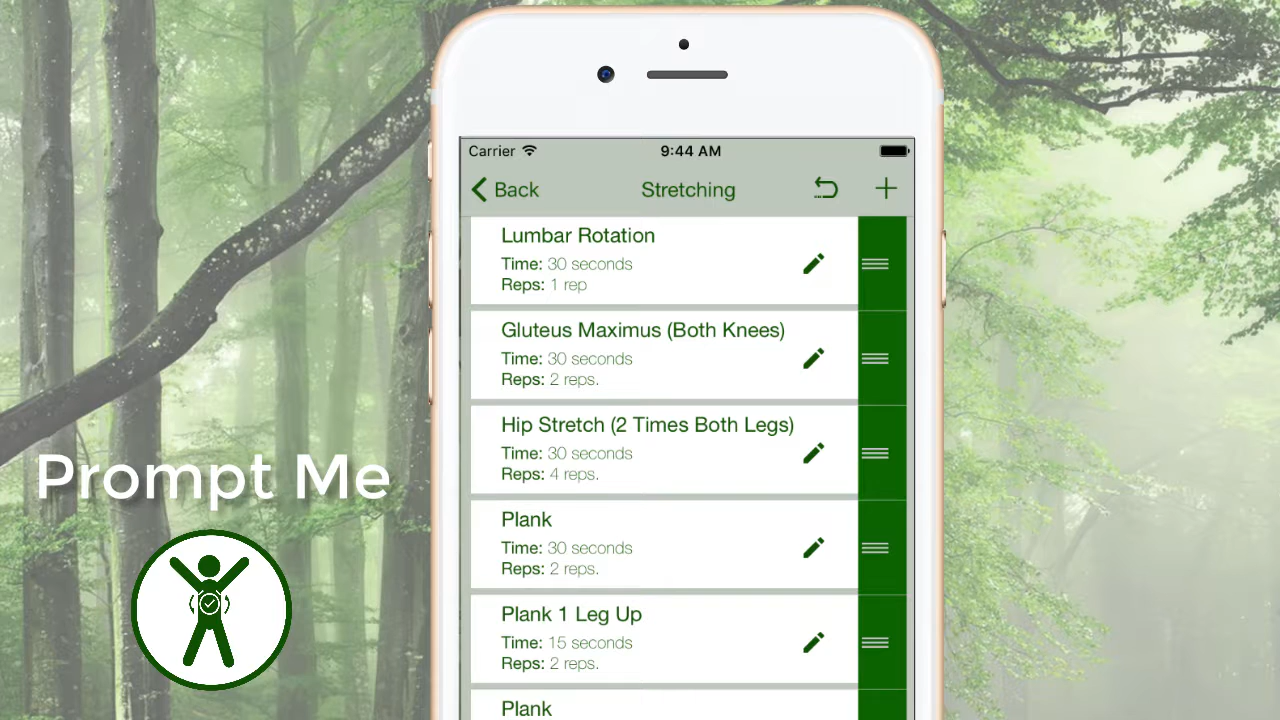 Carrier 9:44 AM
Back Stretching
Lumbar Rotation
Time: 30 seconds
Reps: 1 rep
Gluteus Maximus (Both Knees)
Time: 30 seconds
Reps: 2 reps.
Hip Stretch (2 Times Both Legs)
Time: 30 seconds
Reps: 4 reps.
Plank
Time: 30 seconds
Reps: 2 reps.
Plank 1 Leg Up
Time: 15 seconds
Reps: 2 reps.
Plank
Prompt Me